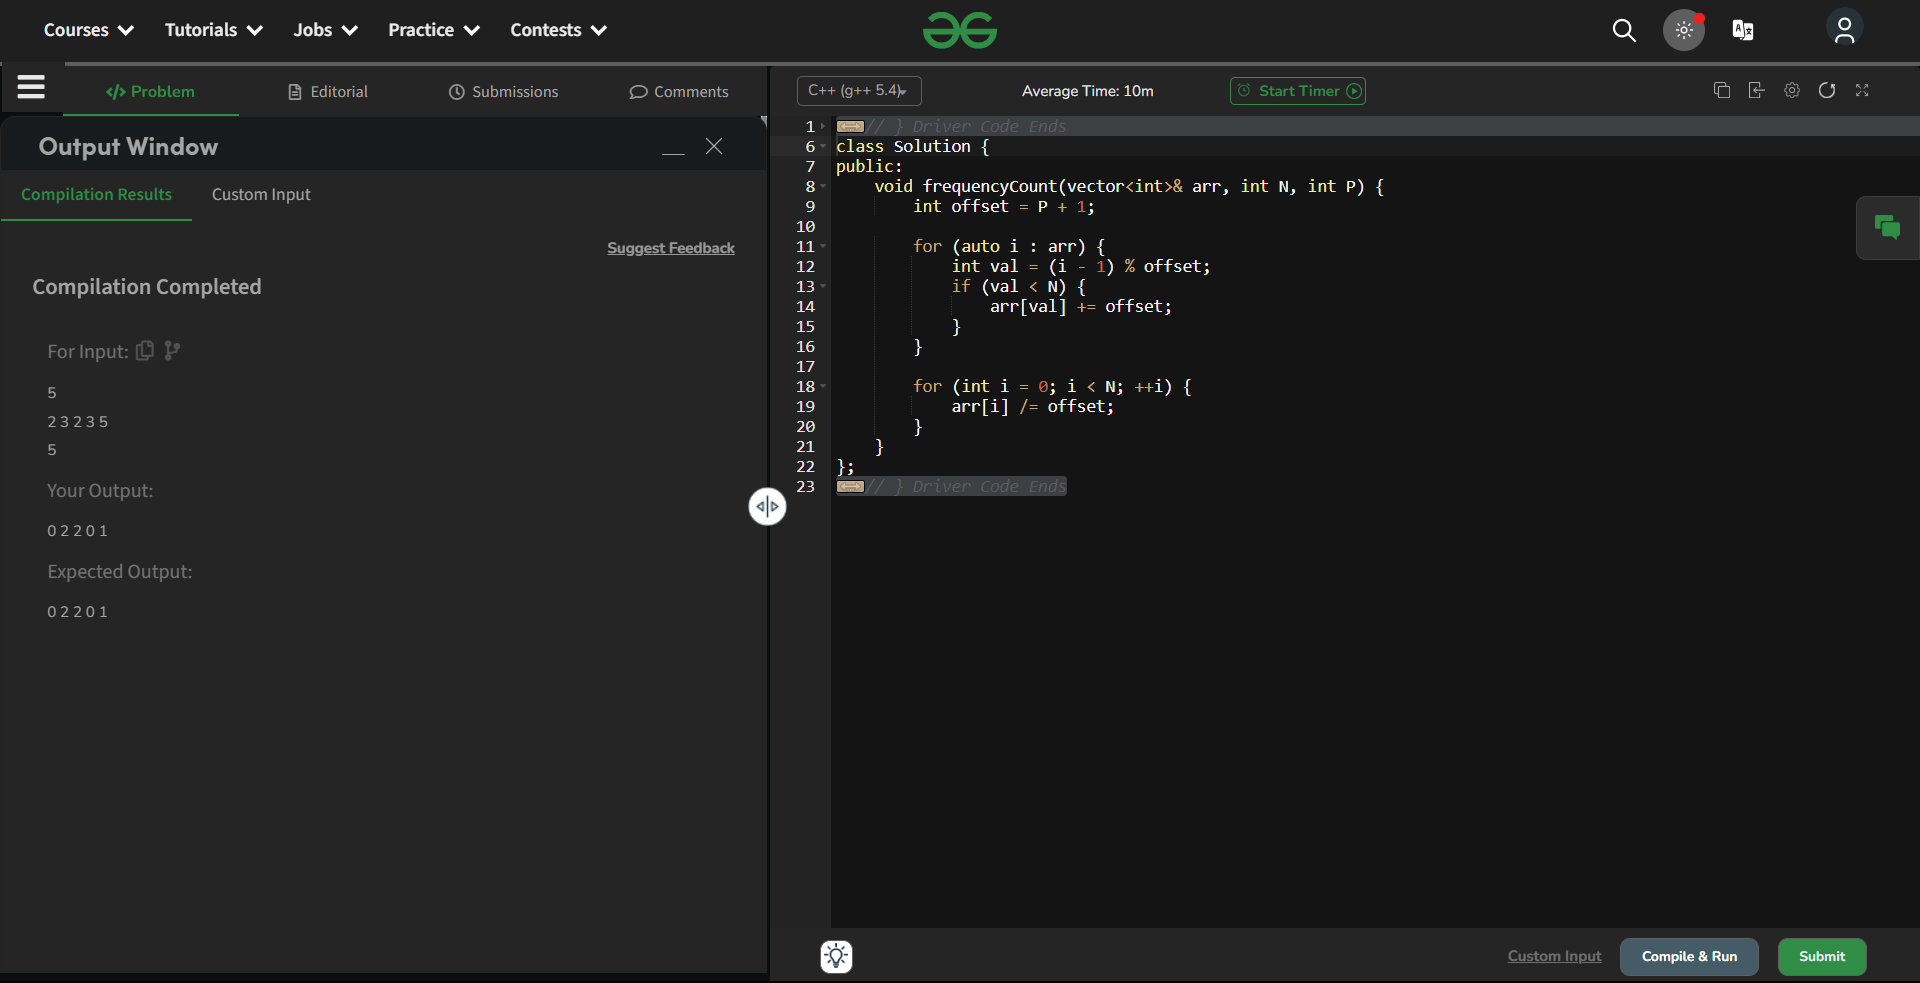 Courses Tutorials Jobs Practice Contests
Problem Editorial Submissions Comments
C++ (g++ 5.4) Average Time: 10m Start Timer
Output Window
Compilation Results Custom Input
Suggest Feedback
Compilation Completed
For Input:
5
2 3 2 3 5
5
Your Output:
0 2 2 0 1
Expected Output:
0 2 2 0 1
1 // } Driver Code Ends
6 class Solution {
7 public:
8     void frequencyCount(vector<int>& arr, int N, int P) {
9         int offset = P + 1;
10
11         for (auto i : arr) {
12             int val = (i - 1) % offset;
13             if (val < N) {
14                 arr[val] += offset;
15             }
16         }
17
18         for (int i = 0; i < N; ++i) {
19             arr[i] /= offset;
20         }
21     }
22 };
23 // } Driver Code Ends
Custom Input Compile & Run Submit